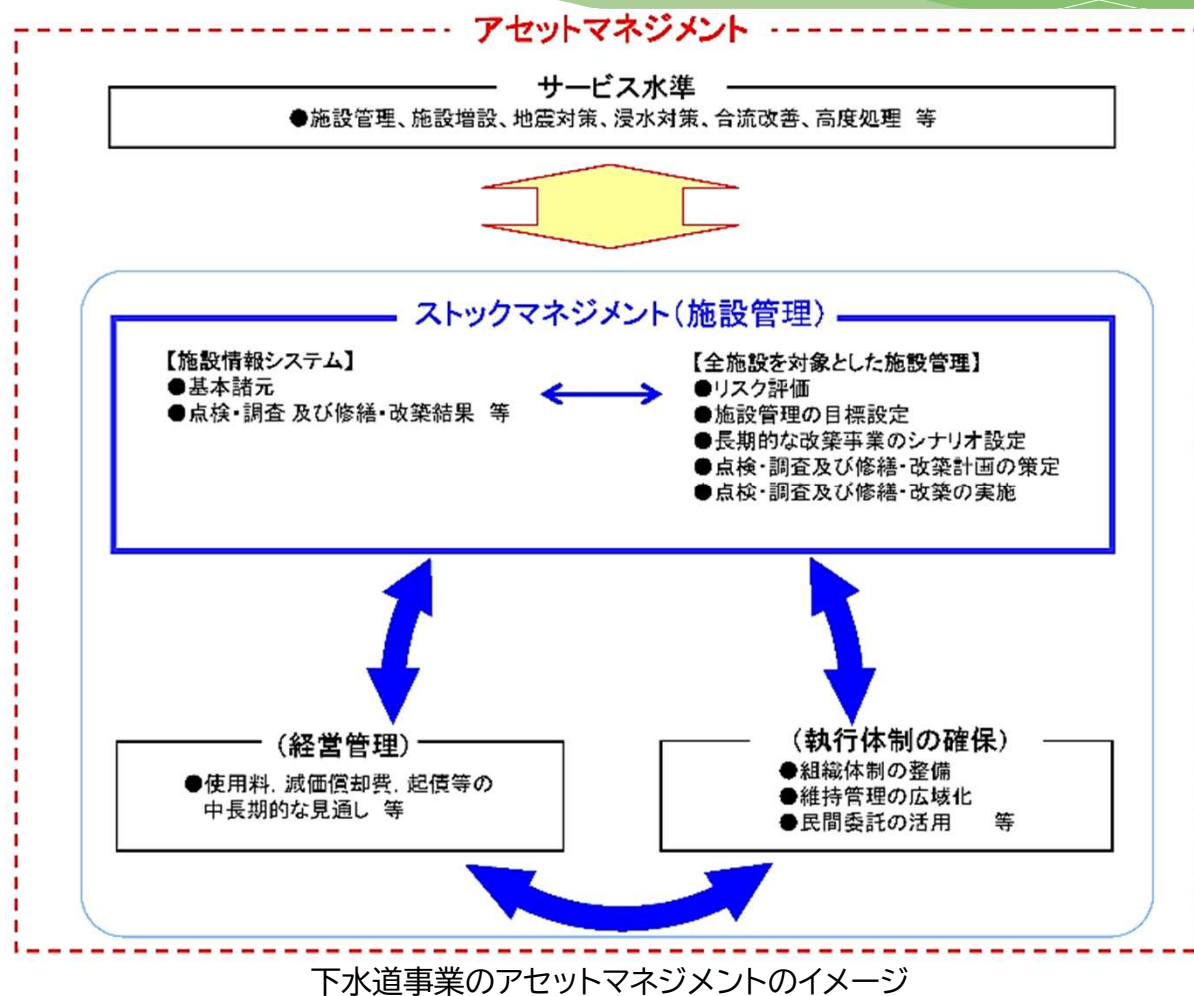 アセットマネジメント
サービス水準
●施設管理、施設増設、地震対策、浸水対策、合流改善、高度処理 等
ストックマネジメント(施設管理)
【施設情報システム】
●基本諸元
●点検・調査 及び修繕・改築結果 等
【全施設を対象とした施設管理】
●リスク評価
●施設管理の目標設定
●長期的な改築事業のシナリオ設定
●点検・調査及び修繕・改築計画の策定
●点検・調査及び修繕・改築の実施
(経営管理)
●使用料, 減価償却費, 起債等の
中長期的な見通し 等
(執行体制の確保)
●組織体制の整備
●維持管理の広域化
●民間委託の活用 等
下水道事業のアセットマネジメントのイメージ